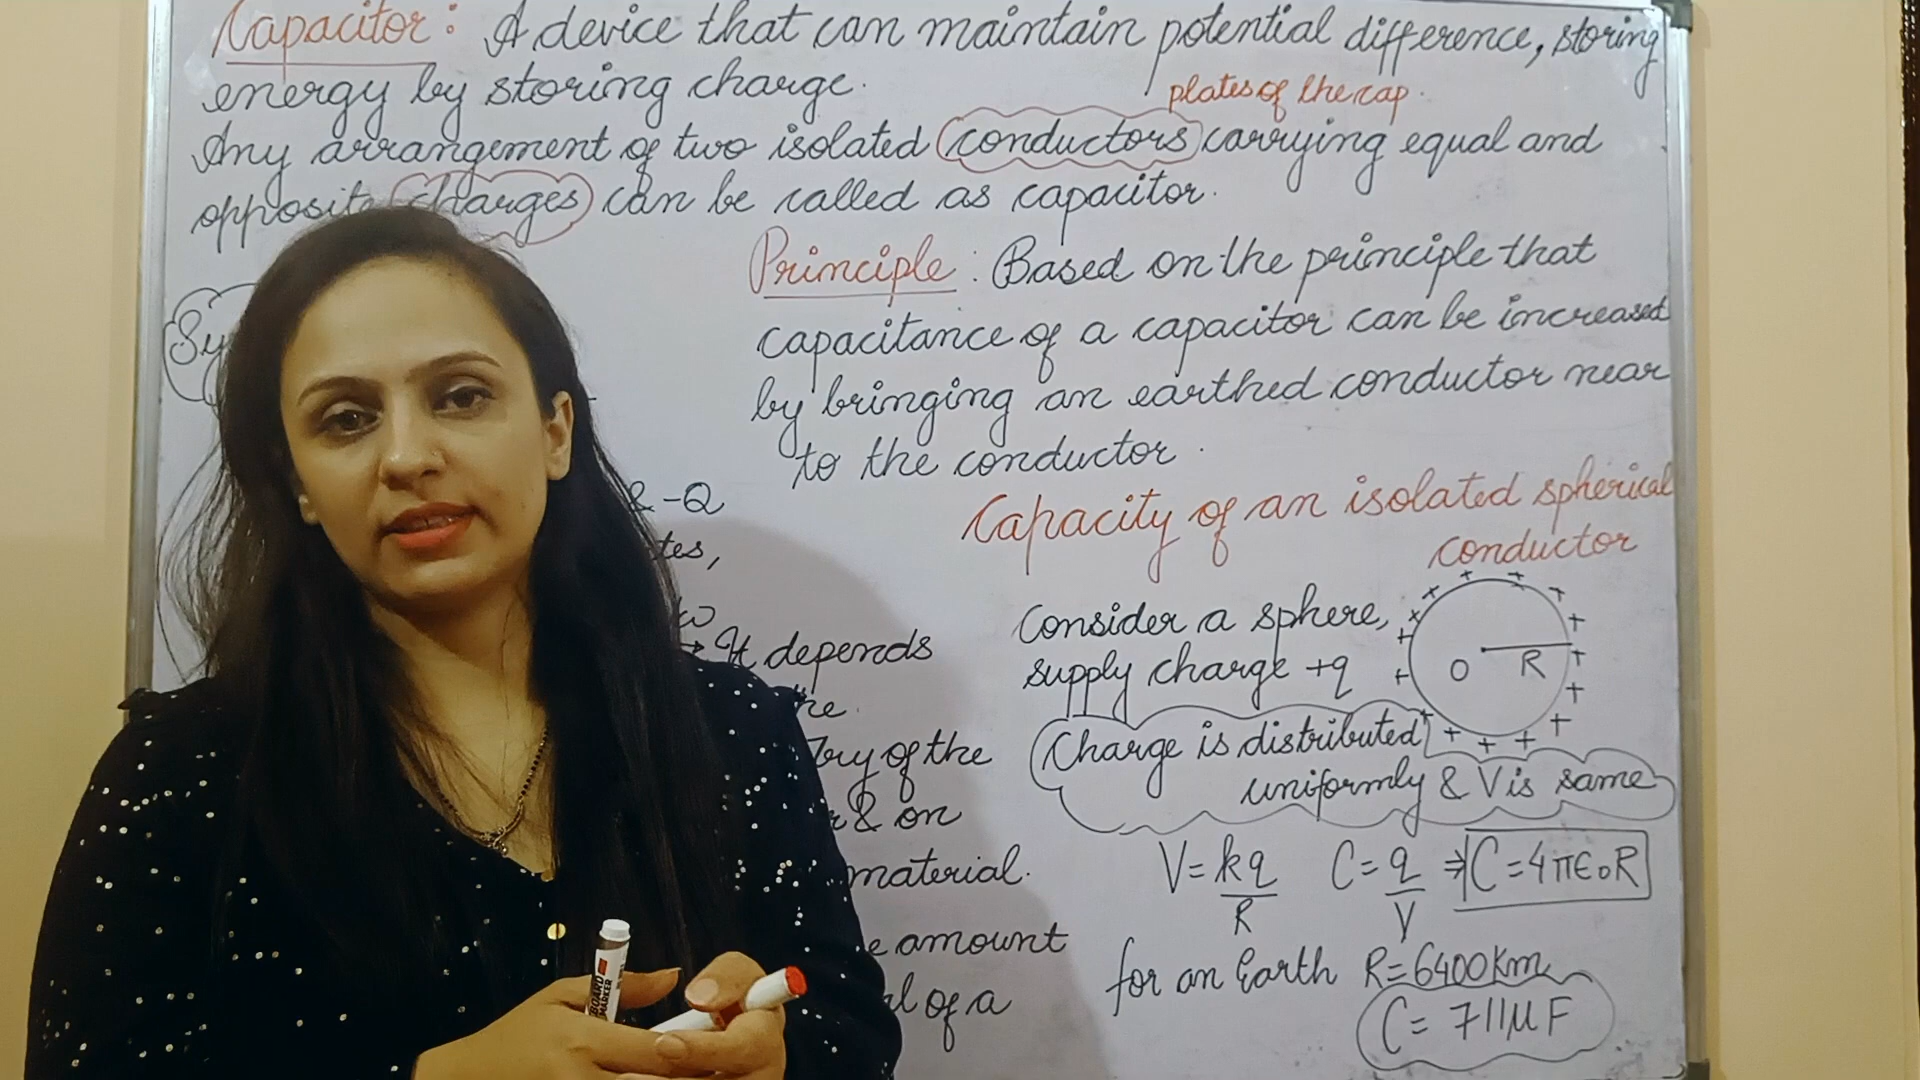 Capacitor: A device that can maintain potential difference, storing
energy by storing charge.
plates of the cap.
Any arrangement of two isolated conductors carrying equal and
opposite charges can be called as capacitor.
Principle: Based on the principle that
capacitance of a capacitor can be increased
by bringing an earthed conductor near
to the conductor.
& -Q
Capacity of an isolated spherical
conductor
It depends
of the
& on
material.
amount
of a
Consider a sphere,
supply charge +q
O R
Charge is distributed
uniformly & V is same
V = kq/R C = q/V ⇒ C = 4π∈0R
for an Earth R = 6400 Km
C = 711 μF
BOARD MARKER